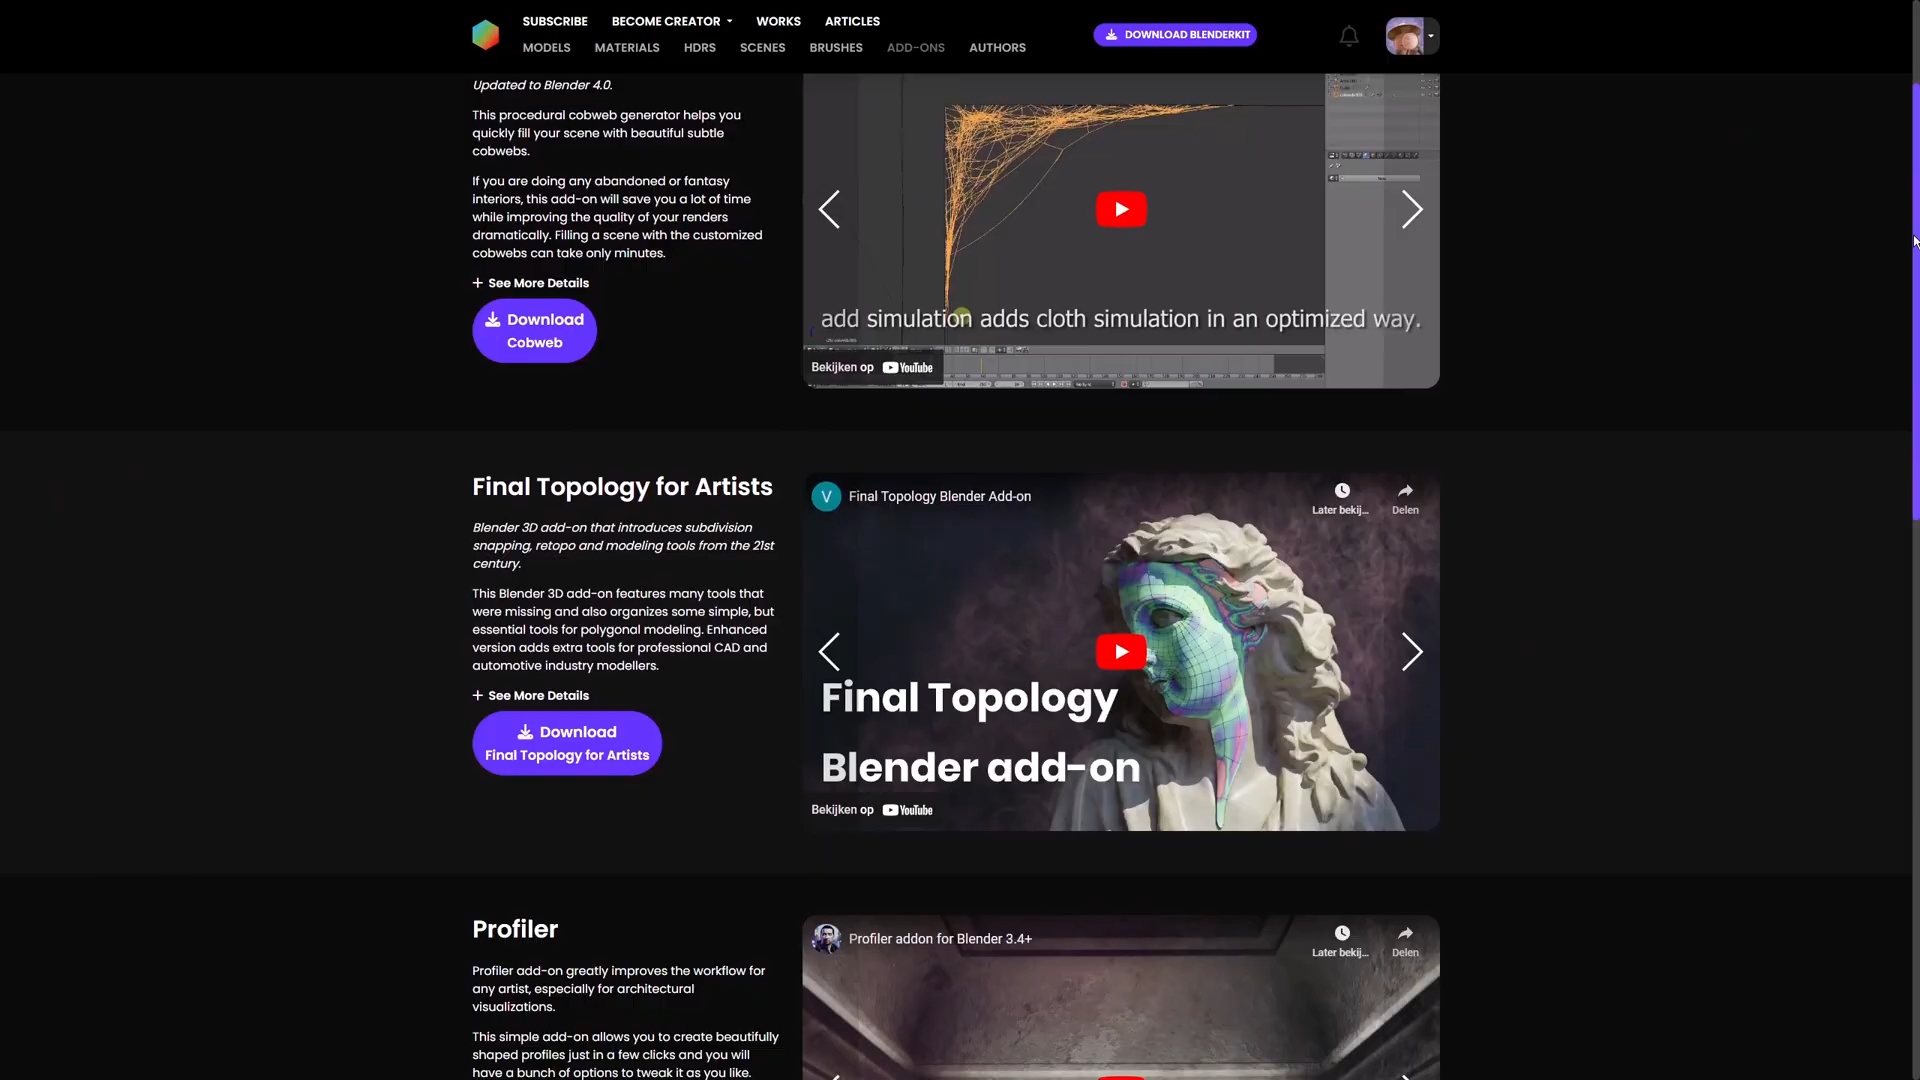 SUBSCRIBE BECOME CREATOR WORKS ARTICLES
MODELS MATERIALS HDRS SCENES BRUSHES ADD-ONS AUTHORS
DOWNLOAD BLENDERKIT
Updated to Blender 4.0.
This procedural cobweb generator helps you
quickly fill your scene with beautiful subtle
cobwebs.
If you are doing any abandoned or fantasy
interiors, this add-on will save you a lot of time
while improving the quality of your renders
dramatically. Filling a scene with the customized
cobwebs can take only minutes.
+ See More Details
Download
Cobweb
add simulation adds cloth simulation in an optimized way.
Bekijken op YouTube
Final Topology for Artists
Blender 3D add-on that introduces subdivision
snapping, retopo and modeling tools from the 21st
century.
This Blender 3D add-on features many tools that
were missing and also organizes some simple, but
essential tools for polygonal modeling. Enhanced
version adds extra tools for professional CAD and
automotive industry modellers.
+ See More Details
Download
Final Topology for Artists
V Final Topology Blender Add-on
Later bekij... Delen
Final Topology
Blender add-on
Bekijken op YouTube
Profiler
Profiler add-on greatly improves the workflow for
any artist, especially for architectural
visualizations.
This simple add-on allows you to create beautifully
shaped profiles just in a few clicks and you will
have a bunch of options to tweak it as you like.
Profiler addon for Blender 3.4+
Later bekij... Delen